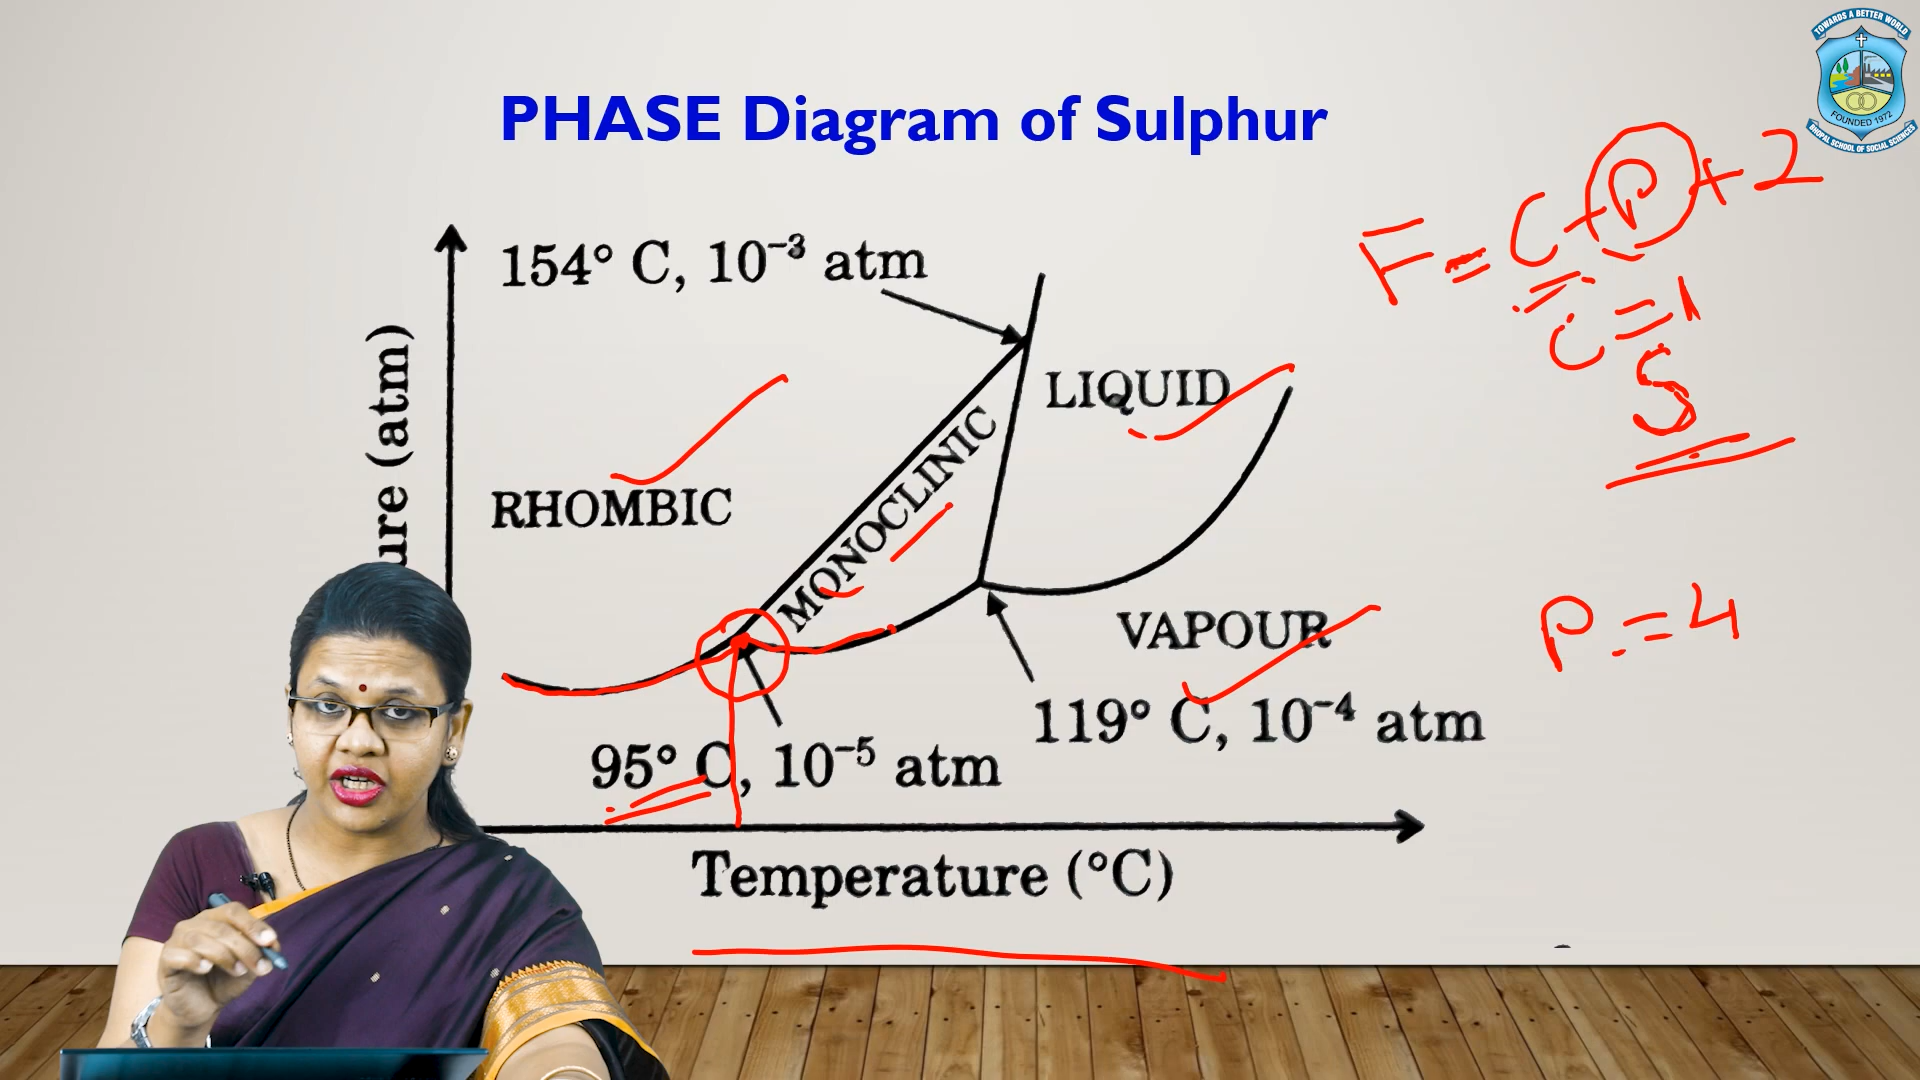 TOWARDS A BETTER WORLD
FOUNDED 1972
BHOPAL SCHOOL OF SOCIAL SCIENCES
PHASE Diagram of Sulphur
F = C - P + 2
C = 1
S
154° C, 10⁻³ atm
LIQUID
RHOMBIC
MONOCLINIC
VAPOUR
P = 4
119° C, 10⁻⁴ atm
95° C, 10⁻⁵ atm
Temperature (°C)
(atm)